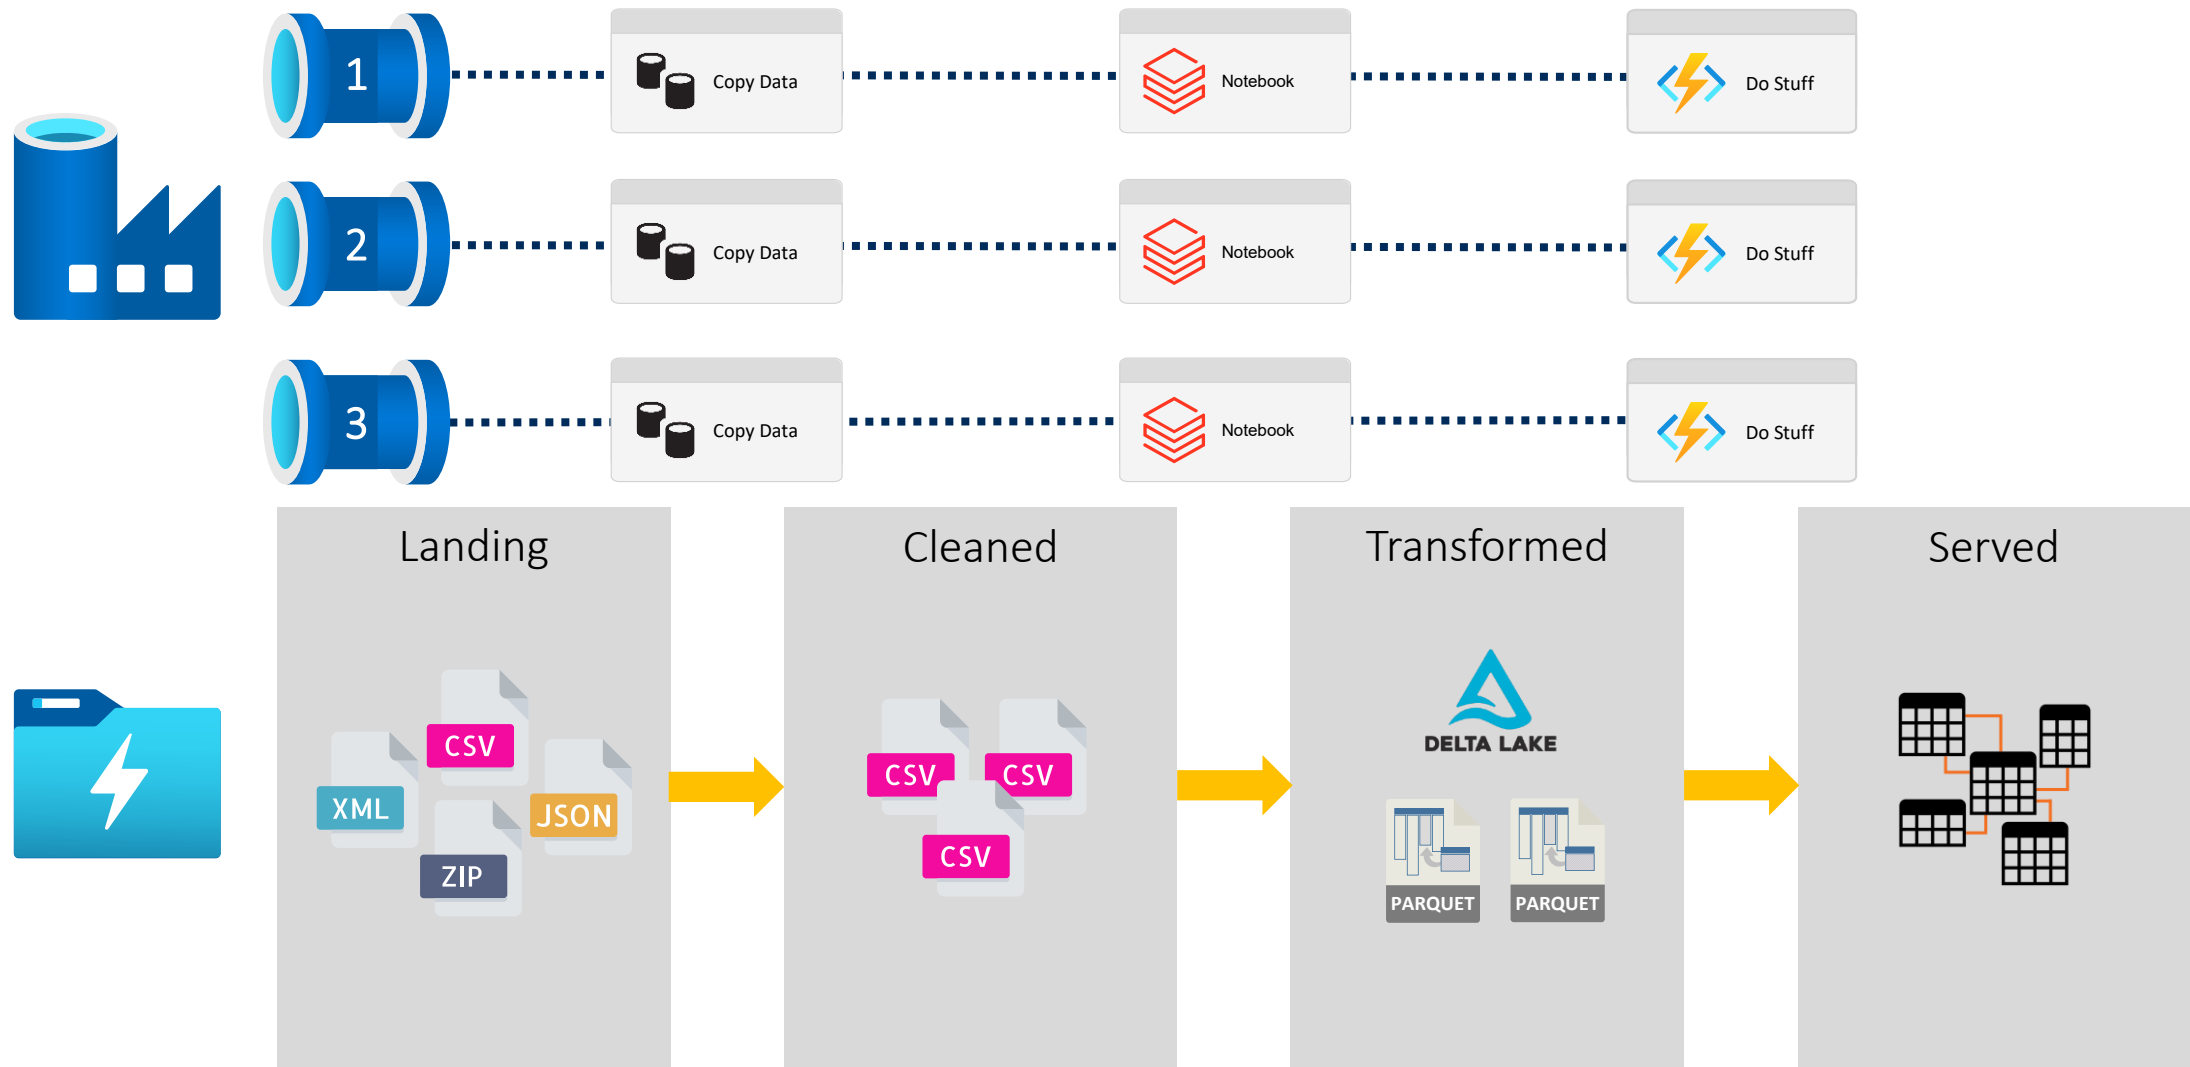 1
Copy Data
Notebook
Do Stuff
2
Copy Data
Notebook
Do Stuff
3
Copy Data
Notebook
Do Stuff
Landing
CSV
XML
JSON
ZIP
Cleaned
CSV
CSV
CSV
Transformed
DELTA LAKE
PARQUET
PARQUET
Served